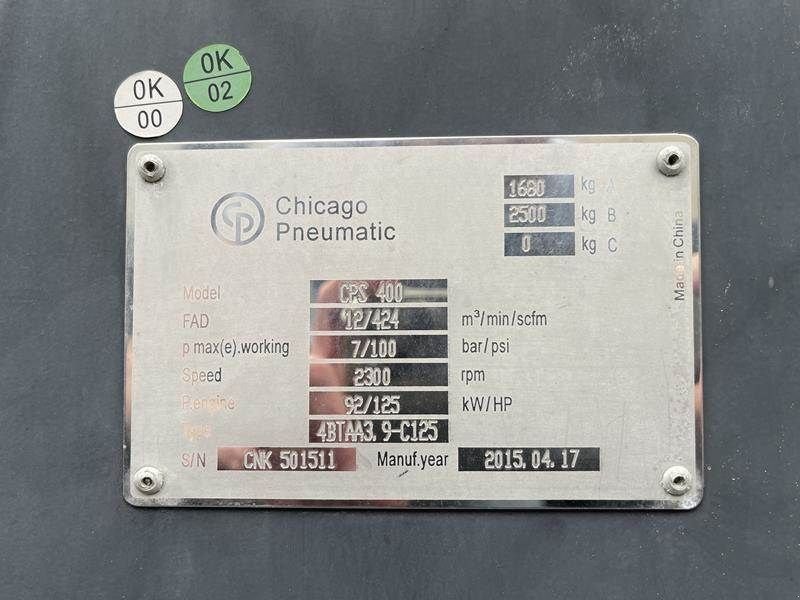 OK
00
OK
02
CP
Chicago
Pneumatic
1680 kg A
2500 kg B
0 kg C
Made in China
Model CPS 400
FAD 12/424 m³/min/scfm
p max(e).working 7/100 bar/psi
Speed 2300 rpm
P.engine 92/125 kW/HP
Type 4BTAA3.9-C125
S/N CNK 501511 Manuf.year 2015.04.17